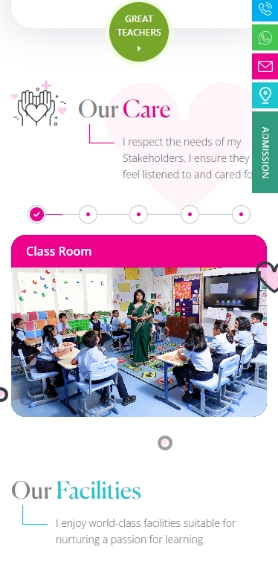 GREAT
TEACHERS
Our Care
I respect the needs of my
Stakeholders. I ensure they
feel listened to and cared fo
ADMISSION
Class Room
Our Facilities
I enjoy world-class facilities suitable for
nurturing a passion for learning.